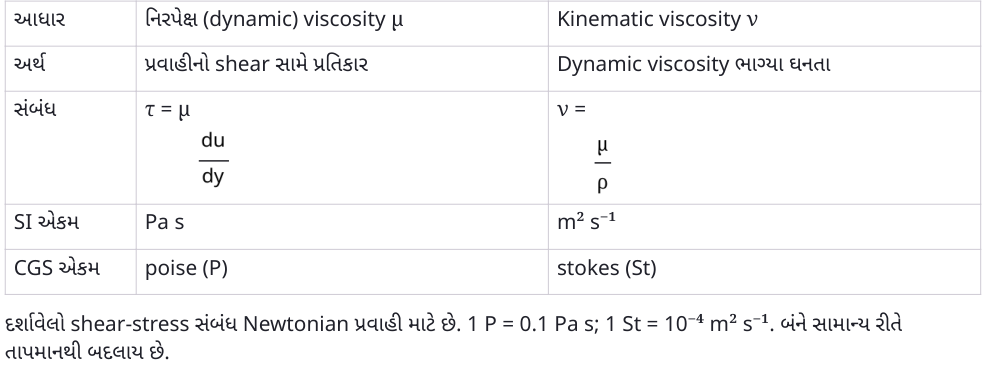 આધાર નિરપેક્ષ (dynamic) viscosity μ Kinematic viscosity ν
અર્થ પ્રવાહીનો shear સામે પ્રતિકાર Dynamic viscosity ભાગ્યા ઘનતા
સંબંધ τ = μ du/dy ν = μ/ρ
SI એકમ Pa s m² s⁻¹
CGS એકમ poise (P) stokes (St)
દર્શાવેલો shear-stress સંબંધ Newtonian પ્રવાહી માટે છે. 1 P = 0.1 Pa s; 1 St = 10⁻⁴ m² s⁻¹. બંને સામાન્ય રીતે
તાપમાનથી બદલાય છે.